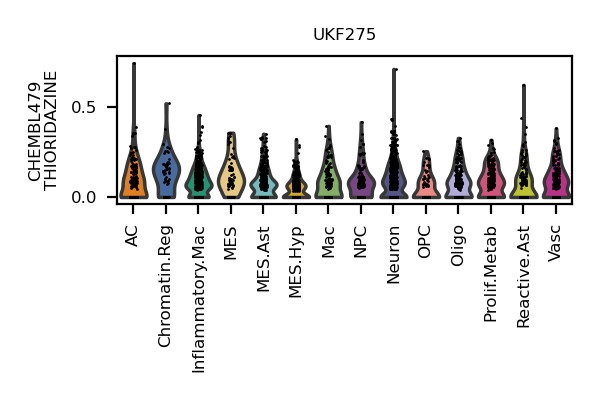 UKF275
CHEMBL479
THIORIDAZINE
0.5
0.0
AC
Chromatin.Reg
Inflammatory.Mac
MES
MES.Ast
MES.Hyp
Mac
NPC
Neuron
OPC
Oligo
Prolif.Metab
Reactive.Ast
Vasc